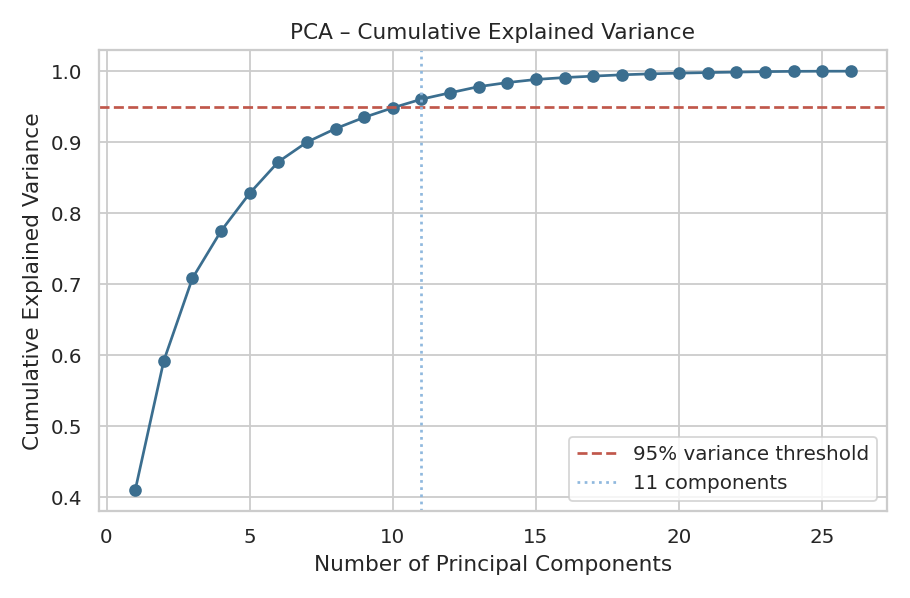 PCA – Cumulative Explained Variance
Cumulative Explained Variance
1.0
0.9
0.8
0.7
0.6
0.5
0.4
95% variance threshold
11 components
0 5 10 15 20 25
Number of Principal Components